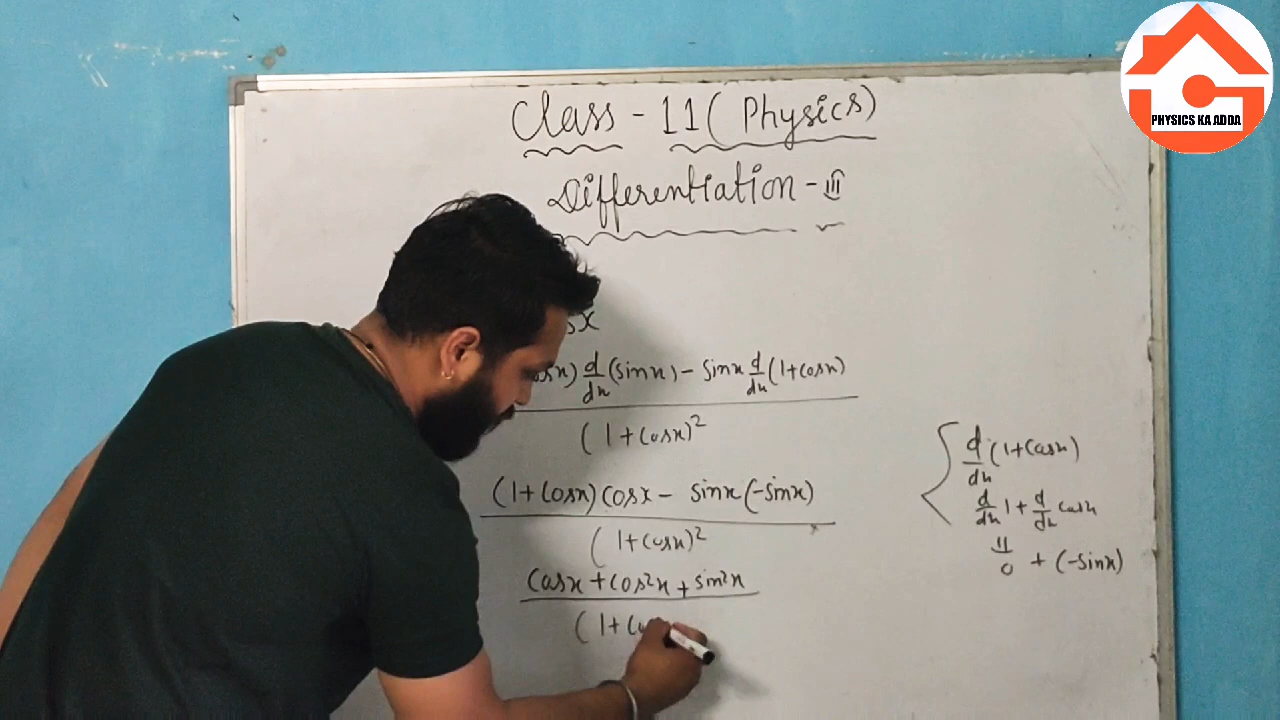 PHYSICS KA ADDA
Class - 11 ( Physics )
Differentiation - III
sx
osx) d/dx (sinx) - sinx d/dx (1+cosx)
(1+cosx)²
(1+cosx) cosx - sinx (-sinx)
(1+cosx)²
cosx + cos²x + sin²x
(1+co
d/dx (1+cosx)
d/dx 1 + d/dx cosx
0 + (-sinx)